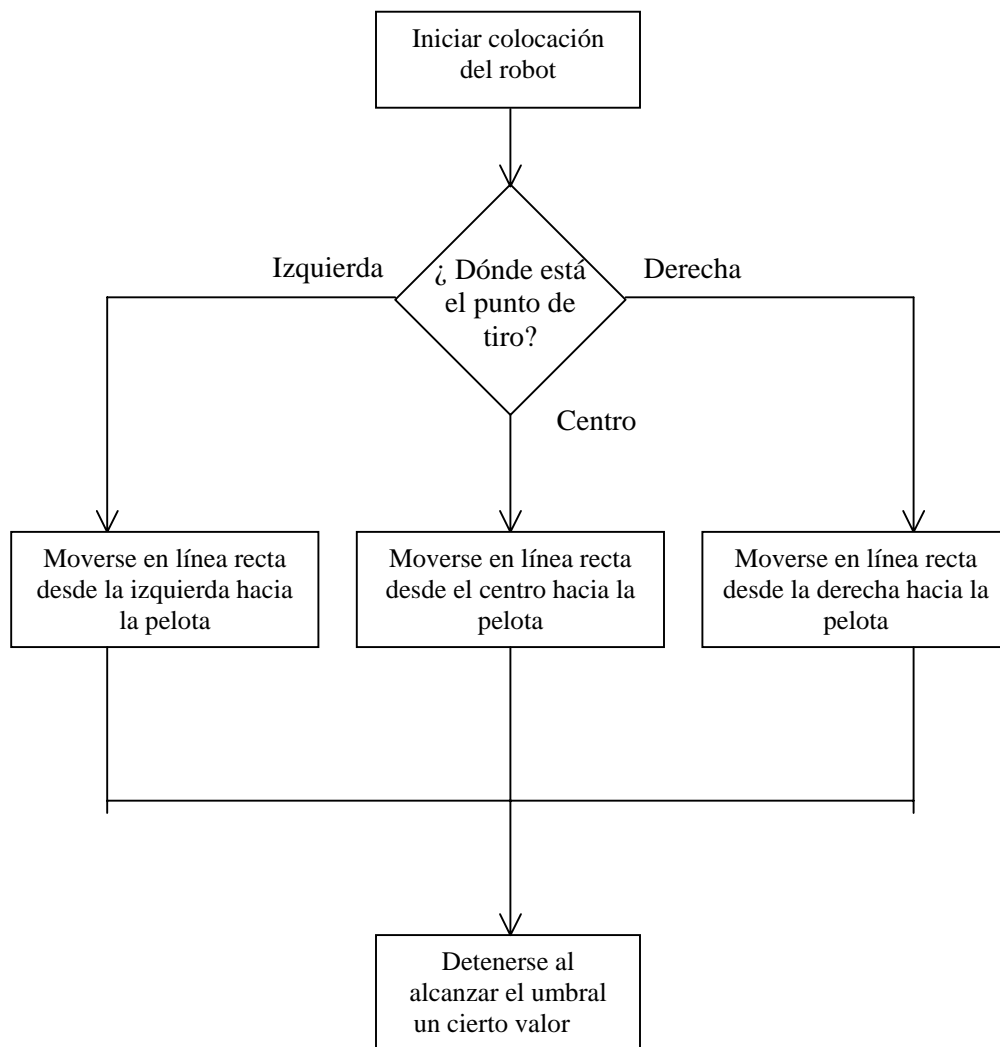 Iniciar colocación
del robot
Izquierda
¿ Dónde está
el punto de
tiro?
Derecha
Centro
Moverse en línea recta
desde la izquierda hacia
la pelota
Moverse en línea recta
desde el centro hacia la
pelota
Moverse en línea recta
desde la derecha hacia la
pelota
Detenerse al
alcanzar el umbral
un cierto valor